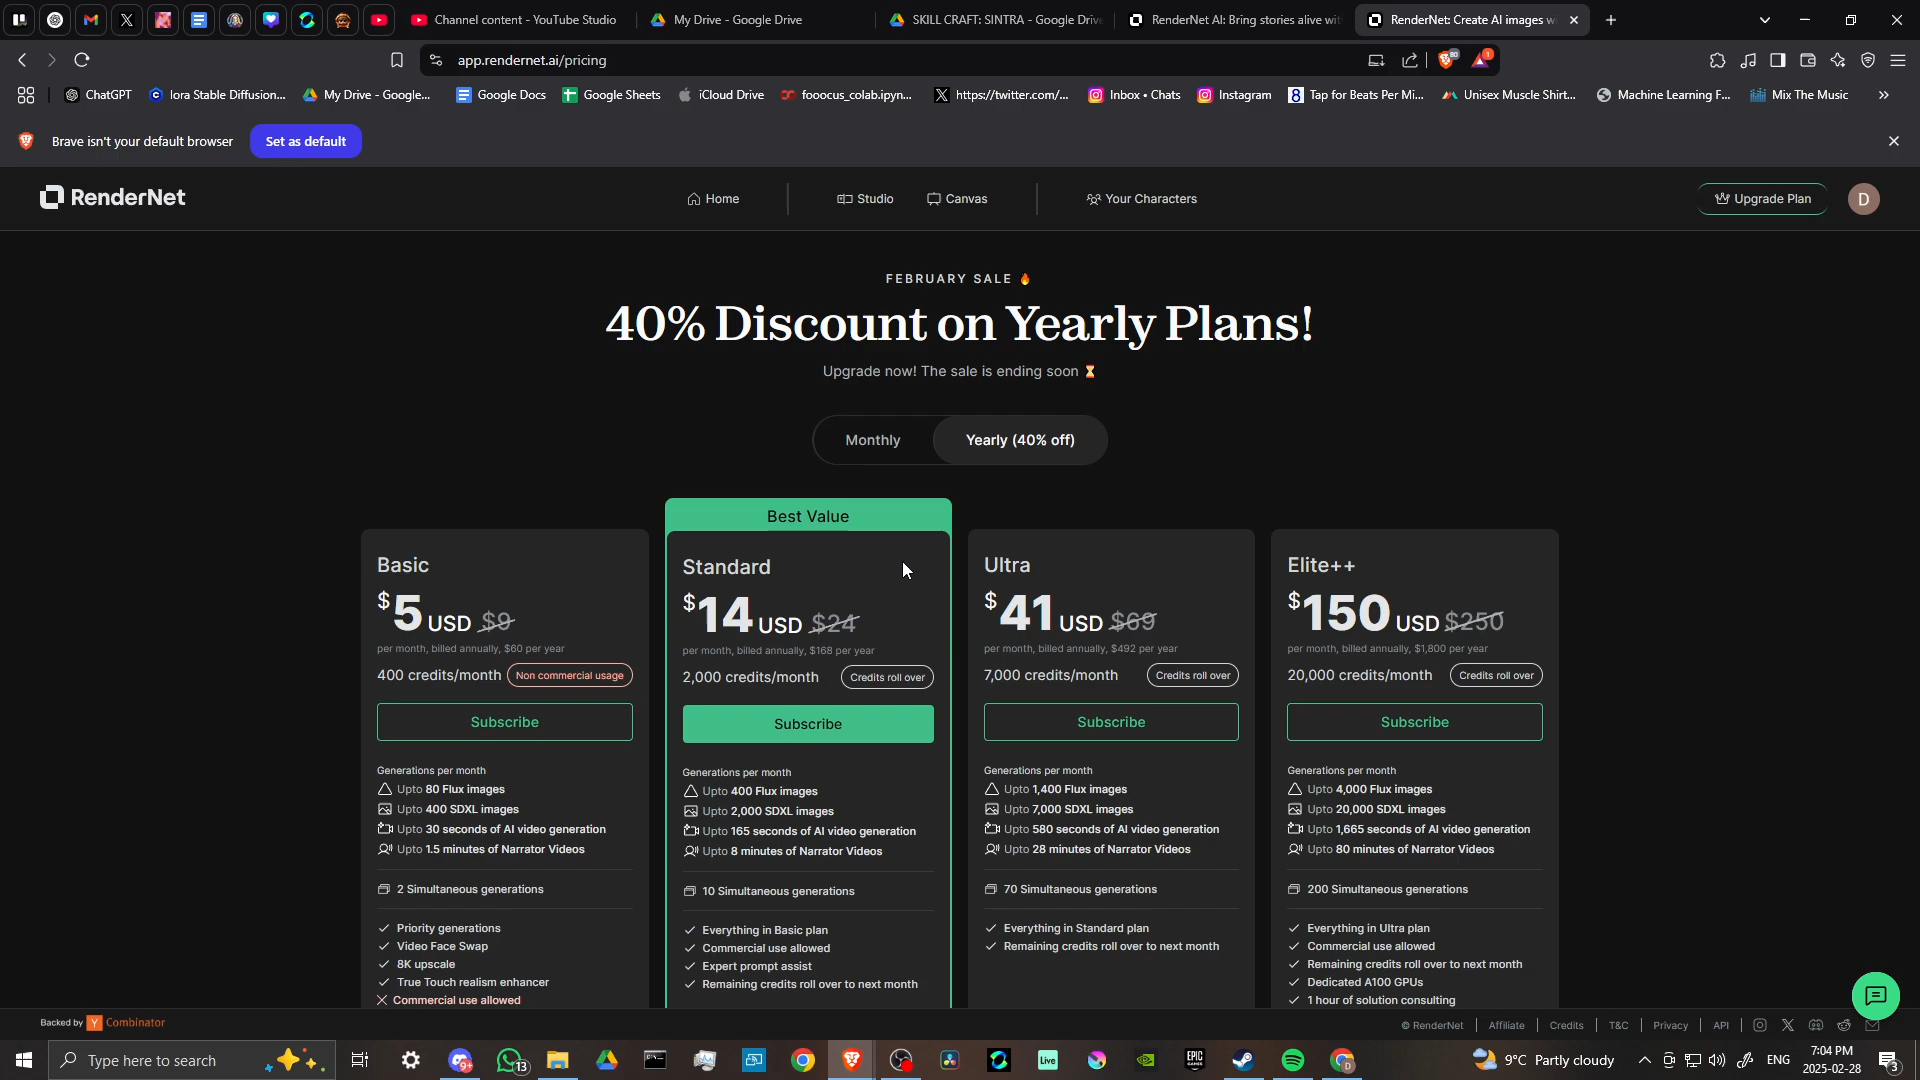 Channel content - YouTube Studio
My Drive - Google Drive
SKILL CRAFT: SINTRA - Google Drive
RenderNet AI: Bring stories alive wit
RenderNet: Create AI images w
app.rendernet.ai/pricing
80
1
ChatGPT
lora Stable Diffusion...
My Drive - Google...
Google Docs
Google Sheets
iCloud Drive
fooocus_colab.ipyn...
https://twitter.com/...
Inbox • Chats
Instagram
8
Tap for Beats Per Mi...
Unisex Muscle Shirt...
Machine Learning F...
Mix The Music
Brave isn't your default browser
Set as default
RenderNet
Home
Studio
Canvas
Your Characters
Upgrade Plan
D
FEBRUARY SALE 🔥
40% Discount on Yearly Plans!
Upgrade now! The sale is ending soon ⏳
Monthly
Yearly (40% off)
Best Value
Basic
$5 USD $9
per month, billed annually, $60 per year
400 credits/month
Non commercial usage
Subscribe
Generations per month
Upto 80 Flux images
Upto 400 SDXL images
Upto 30 seconds of AI video generation
Upto 1.5 minutes of Narrator Videos
2 Simultaneous generations
Priority generations
Video Face Swap
8K upscale
True Touch realism enhancer
Commercial use allowed
Standard
$14 USD $24
per month, billed annually, $168 per year
2,000 credits/month
Credits roll over
Subscribe
Generations per month
Upto 400 Flux images
Upto 2,000 SDXL images
Upto 165 seconds of AI video generation
Upto 8 minutes of Narrator Videos
10 Simultaneous generations
Everything in Basic plan
Commercial use allowed
Expert prompt assist
Remaining credits roll over to next month
Ultra
$41 USD $69
per month, billed annually, $492 per year
7,000 credits/month
Credits roll over
Subscribe
Generations per month
Upto 1,400 Flux images
Upto 7,000 SDXL images
Upto 580 seconds of AI video generation
Upto 28 minutes of Narrator Videos
70 Simultaneous generations
Everything in Standard plan
Remaining credits roll over to next month
Elite++
$150 USD $250
per month, billed annually, $1,800 per year
20,000 credits/month
Credits roll over
Subscribe
Generations per month
Upto 4,000 Flux images
Upto 20,000 SDXL images
Upto 1,665 seconds of AI video generation
Upto 80 minutes of Narrator Videos
200 Simultaneous generations
Everything in Ultra plan
Commercial use allowed
Remaining credits roll over to next month
Dedicated A100 GPUs
1 hour of solution consulting
Backed by Y Combinator
© RenderNet
Affiliate
Credits
T&C
Privacy
API
Type here to search
9+
13
Live
EPIC GAMES
D
9°C Partly cloudy
ENG
7:04 PM
2025-02-28
3